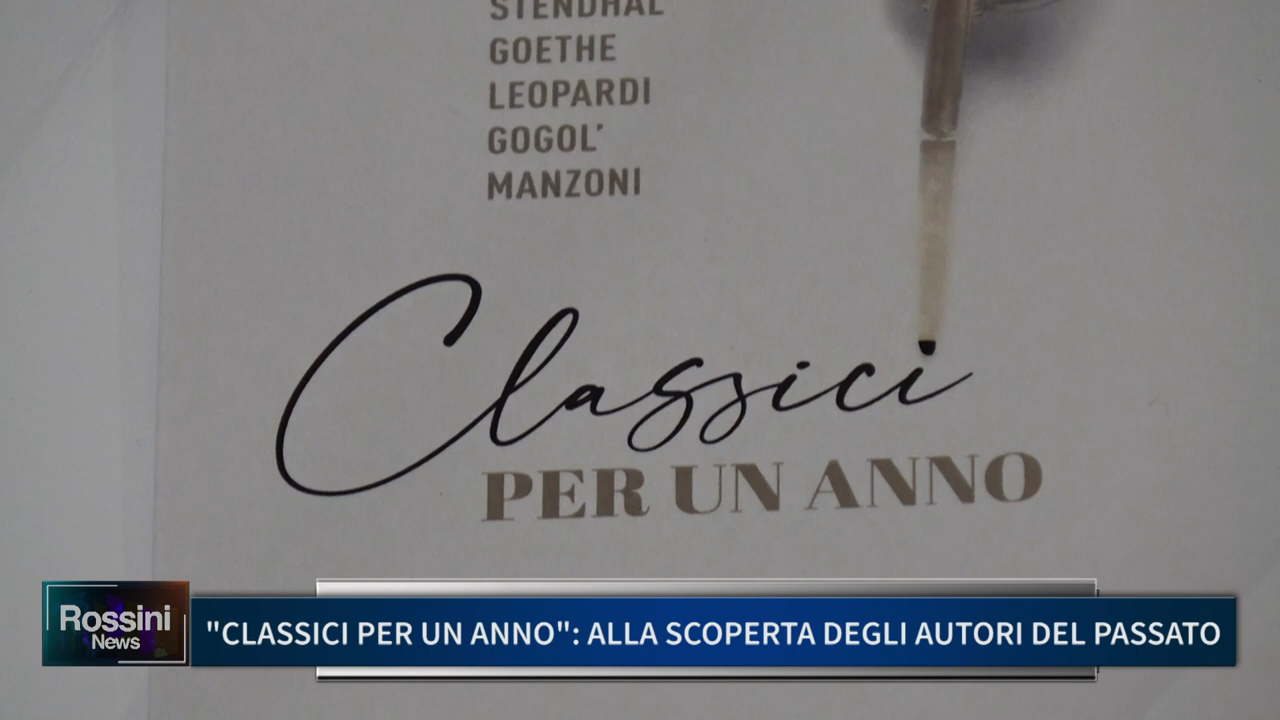 STENDHAL
GOETHE
LEOPARDI
GOGOL'
MANZONI
Classici
PER UN ANNO
Rossini
News
"CLASSICI PER UN ANNO": ALLA SCOPERTA DEGLI AUTORI DEL PASSATO